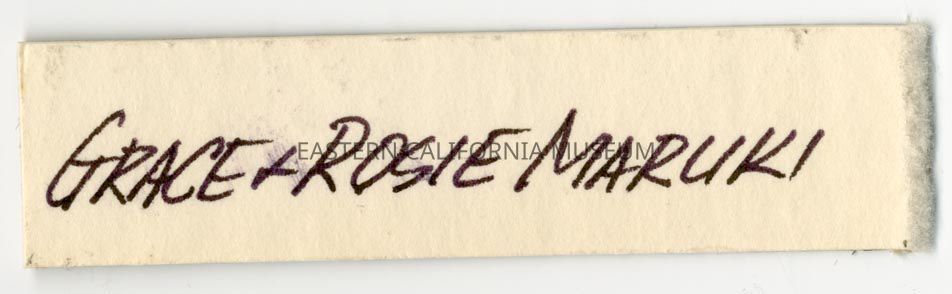 GRACE & ROSIE MARUKI
EASTERN CALIFORNIA MUSEUM